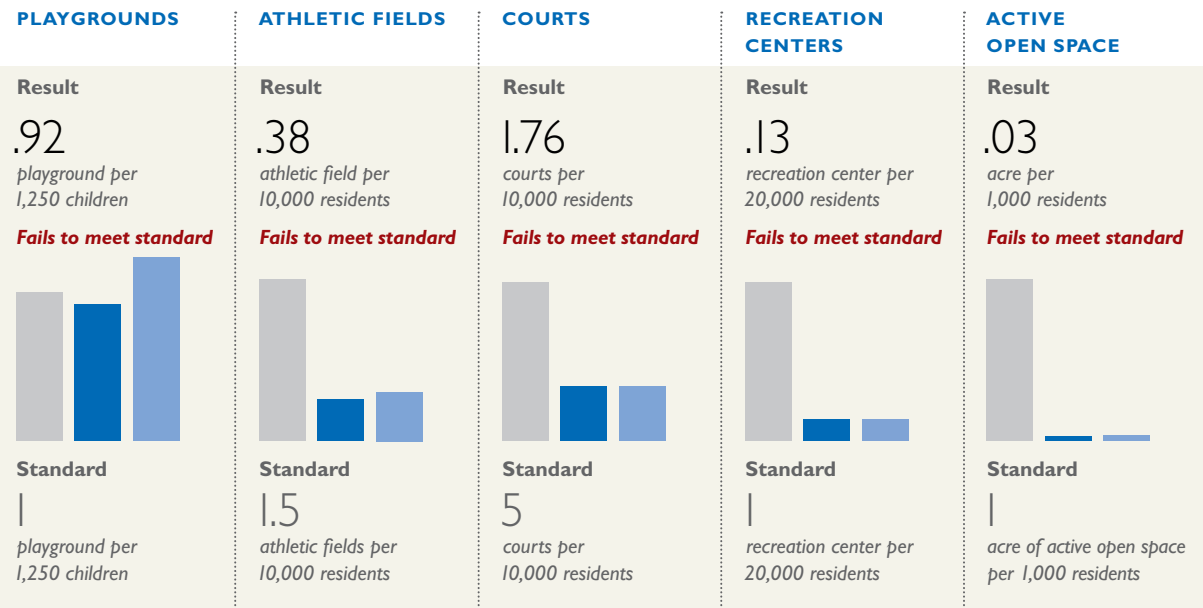 PLAYGROUNDS
Result
.92
playground per
1,250 children
Fails to meet standard
Standard
1
playground per
1,250 children
ATHLETIC FIELDS
Result
.38
athletic field per
10,000 residents
Fails to meet standard
Standard
1.5
athletic fields per
10,000 residents
COURTS
Result
1.76
courts per
10,000 residents
Fails to meet standard
Standard
5
courts per
10,000 residents
RECREATION
CENTERS
Result
.13
recreation center per
20,000 residents
Fails to meet standard
Standard
1
recreation center per
20,000 residents
ACTIVE
OPEN SPACE
Result
.03
acre per
1,000 residents
Fails to meet standard
Standard
1
acre of active open space
per 1,000 residents